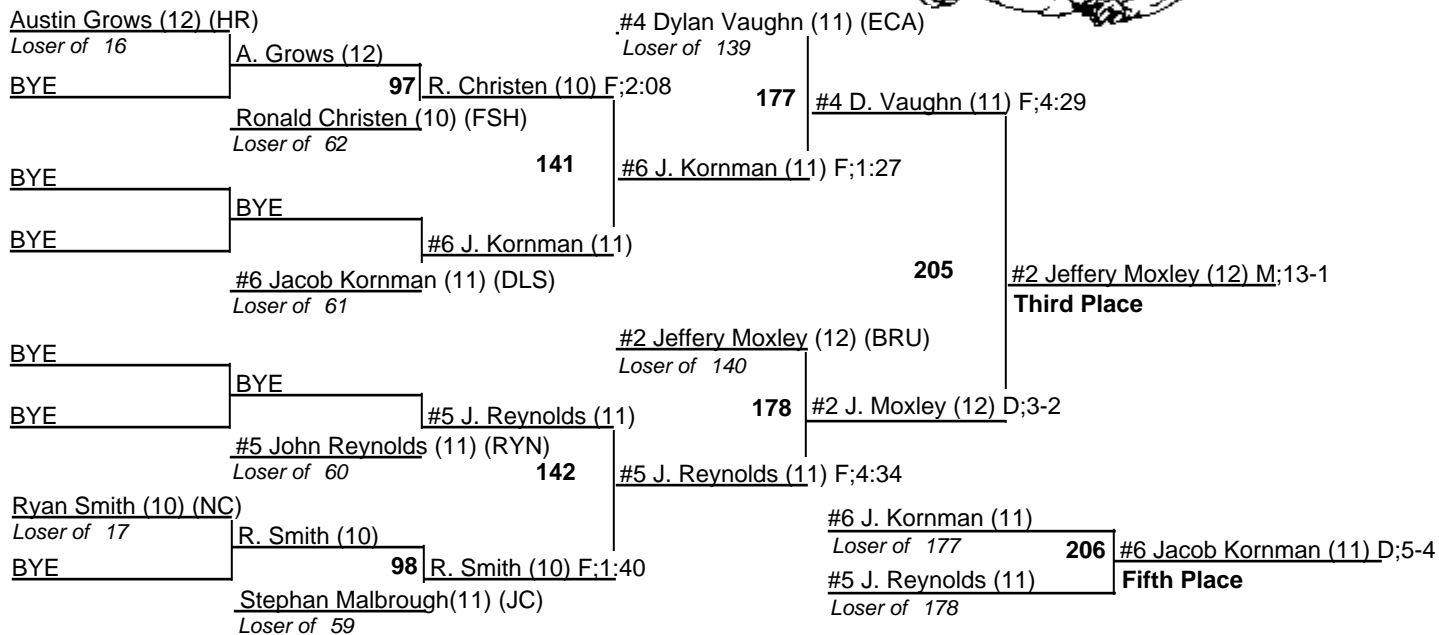 Austin Grows (12) (HR)
Loser of 16
BYE
A. Grows (12)
97
Ronald Christen (10) (FSH)
Loser of 62
R. Christen (10) F;2:08
BYE
BYE
BYE
#6 Jacob Kornman (11) (DLS)
Loser of 61
#6 J. Kornman (11)
141
#6 J. Kornman (11) F;1:27
#4 Dylan Vaughn (11) (ECA)
Loser of 139
177
#4 D. Vaughn (11) F;4:29
BYE
BYE
BYE
#5 John Reynolds (11) (RYN)
Loser of 60
#5 J. Reynolds (11)
142
Ryan Smith (10) (NC)
Loser of 17
BYE
R. Smith (10)
98
Stephan Malbrough(11) (JC)
Loser of 59
R. Smith (10) F;1:40
#5 J. Reynolds (11) F;4:34
#2 Jeffery Moxley (12) (BRU)
Loser of 140
178
#2 J. Moxley (12) D;3-2
205
#2 Jeffery Moxley (12) M;13-1
Third Place
#6 J. Kornman (11)
Loser of 177
206
#5 J. Reynolds (11)
Loser of 178
#6 Jacob Kornman (11) D;5-4
Fifth Place